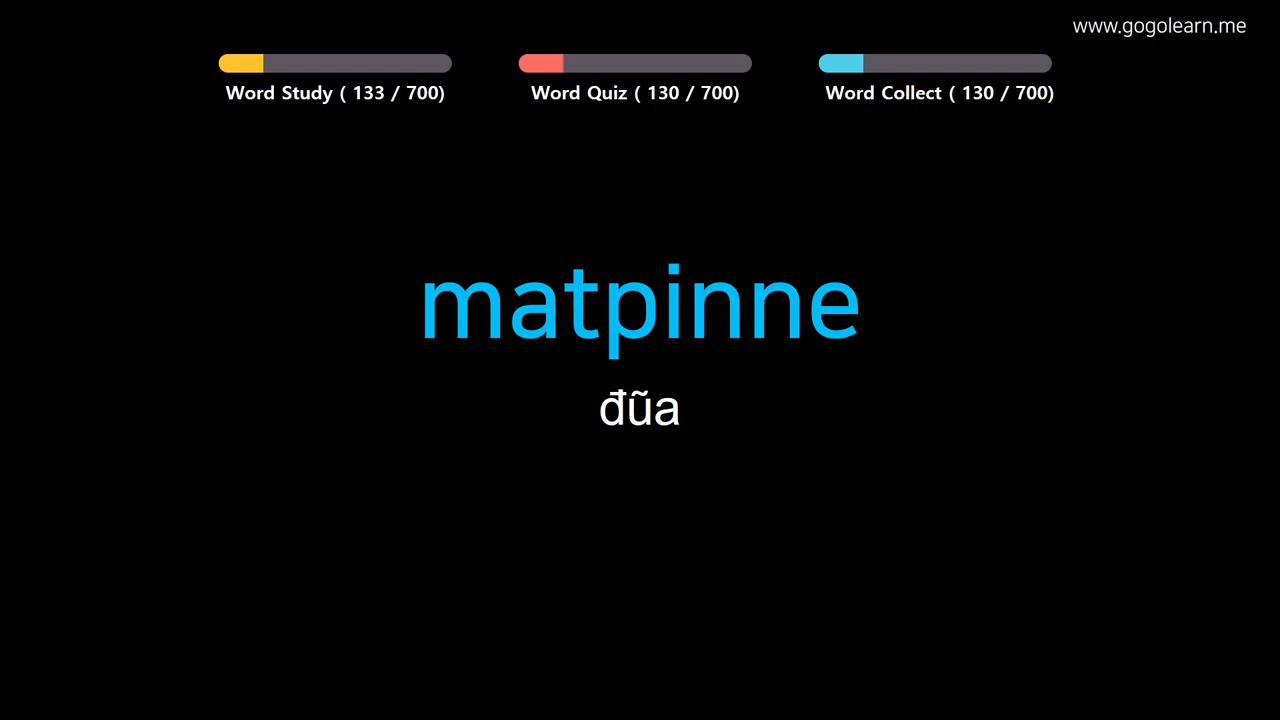 www.gogolearn.me
Word Study ( 133 / 700)
Word Quiz ( 130 / 700)
Word Collect ( 130 / 700)
matpinne
đũa